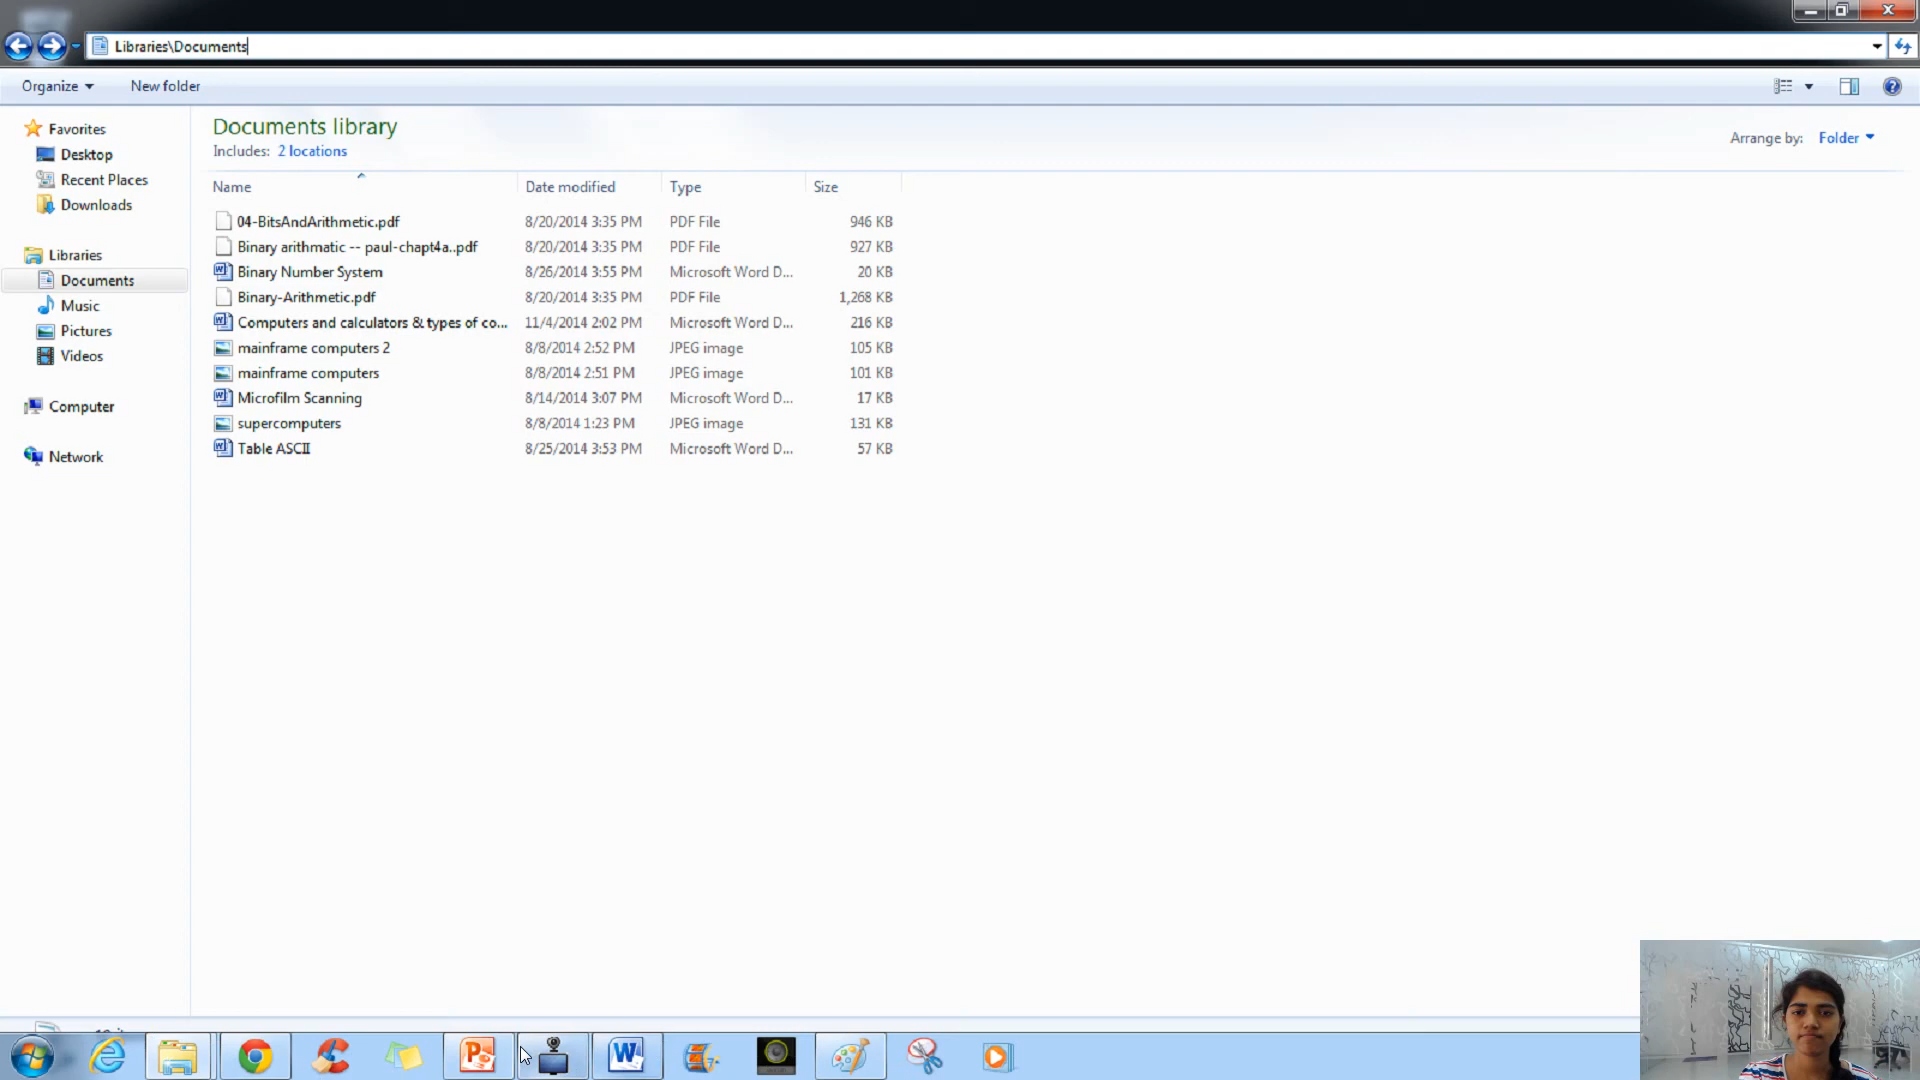 Libraries\Documents
Organize New folder
Documents library
Includes: 2 locations
Arrange by: Folder
Favorites
Desktop
Recent Places
Downloads
Libraries
Documents
Music
Pictures
Videos
Computer
Network
Name Date modified Type Size
04-BitsAndArithmetic.pdf 8/20/2014 3:35 PM PDF File 946 KB
Binary arithmatic -- paul-chapt4a..pdf 8/20/2014 3:35 PM PDF File 927 KB
Binary Number System 8/26/2014 3:55 PM Microsoft Word D... 20 KB
Binary-Arithmetic.pdf 8/20/2014 3:35 PM PDF File 1,268 KB
Computers and calculators & types of co... 11/4/2014 2:02 PM Microsoft Word D... 216 KB
mainframe computers 2 8/8/2014 2:52 PM JPEG image 105 KB
mainframe computers 8/8/2014 2:51 PM JPEG image 101 KB
Microfilm Scanning 8/14/2014 3:07 PM Microsoft Word D... 17 KB
supercomputers 8/8/2014 1:23 PM JPEG image 131 KB
Table ASCII 8/25/2014 3:53 PM Microsoft Word D... 57 KB